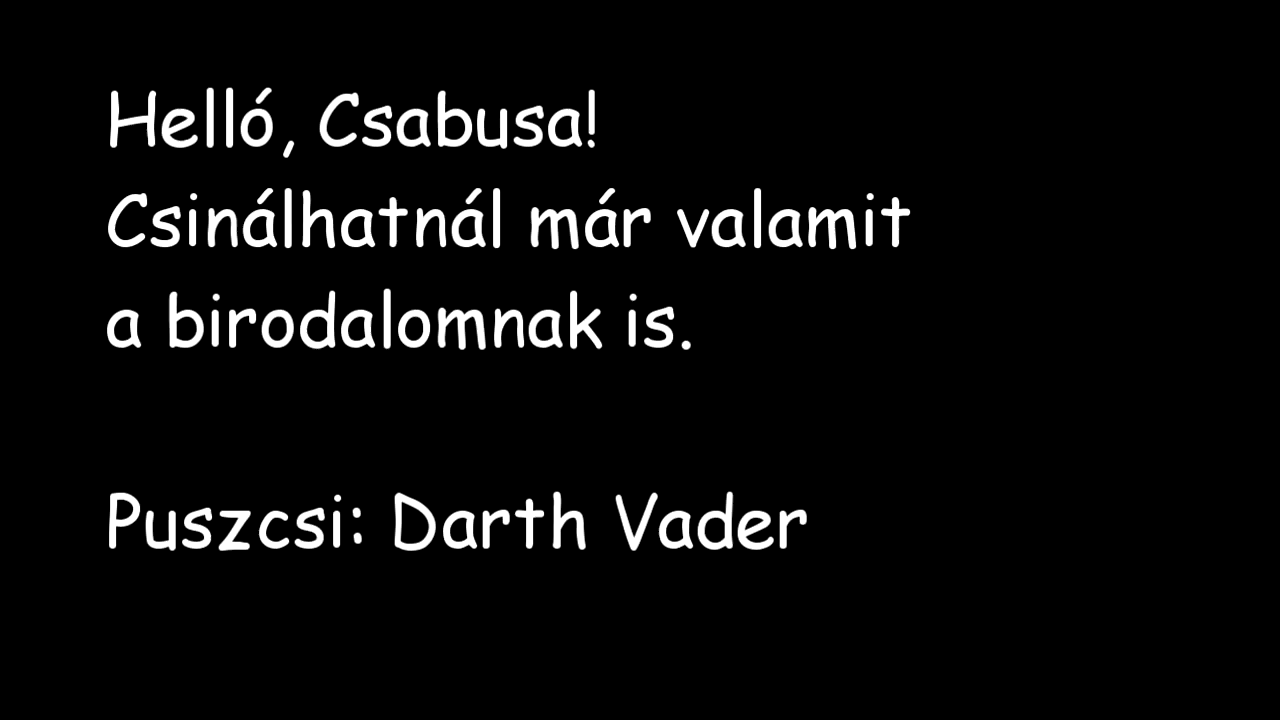 Helló, Csabusa!
Csinálhatnál már valamit
a birodalomnak is.
Puszcsi: Darth Vader